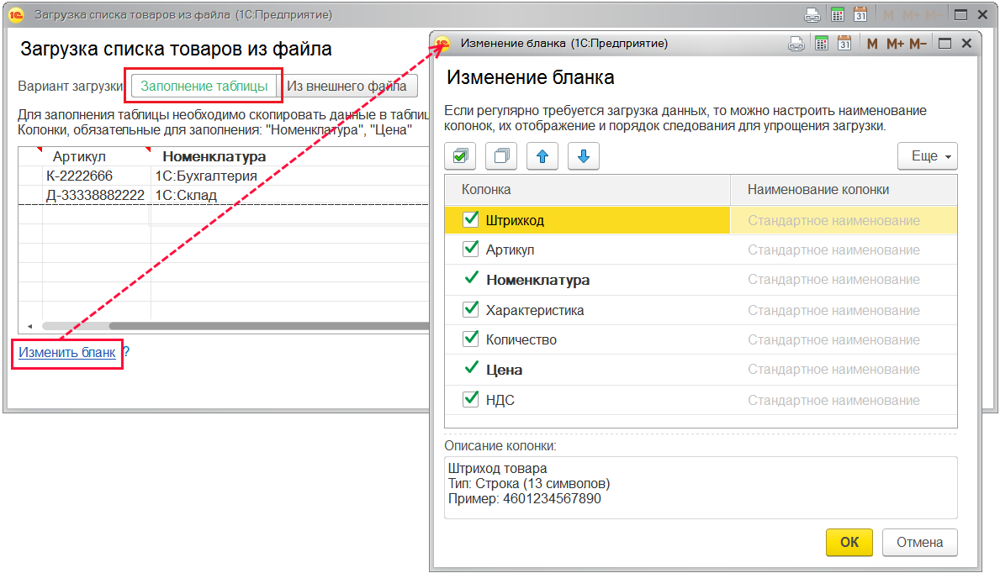 Загрузка списка товаров из файла (1С:Предприятие)
31
M M+ M-
Загрузка списка товаров из файла
Вариант загрузки
Заполнение таблицы
Из внешнего файла
Для заполнения таблицы необходимо скопировать данные в таблиц
Колонки, обязательные для заполнения: "Номенклатура", "Цена"
Артикул
Номенклатура
К-2222666
1С:Бухгалтерия
Д-33338882222
1С:Склад
Изменить бланк
?
Изменение бланка (1С:Предприятие)
31
M M+ M-
Изменение бланка
Если регулярно требуется загрузка данных, то можно настроить наименование
колонок, их отображение и порядок следования для упрощения загрузки.
Еще
Колонка
Наименование колонки
Штрихкод
Стандартное наименование
Артикул
Стандартное наименование
Номенклатура
Стандартное наименование
Характеристика
Стандартное наименование
Количество
Стандартное наименование
Цена
Стандартное наименование
НДС
Стандартное наименование
Описание колонки:
Штриход товара
Тип: Строка (13 символов)
Пример: 4601234567890
ОК
Отмена